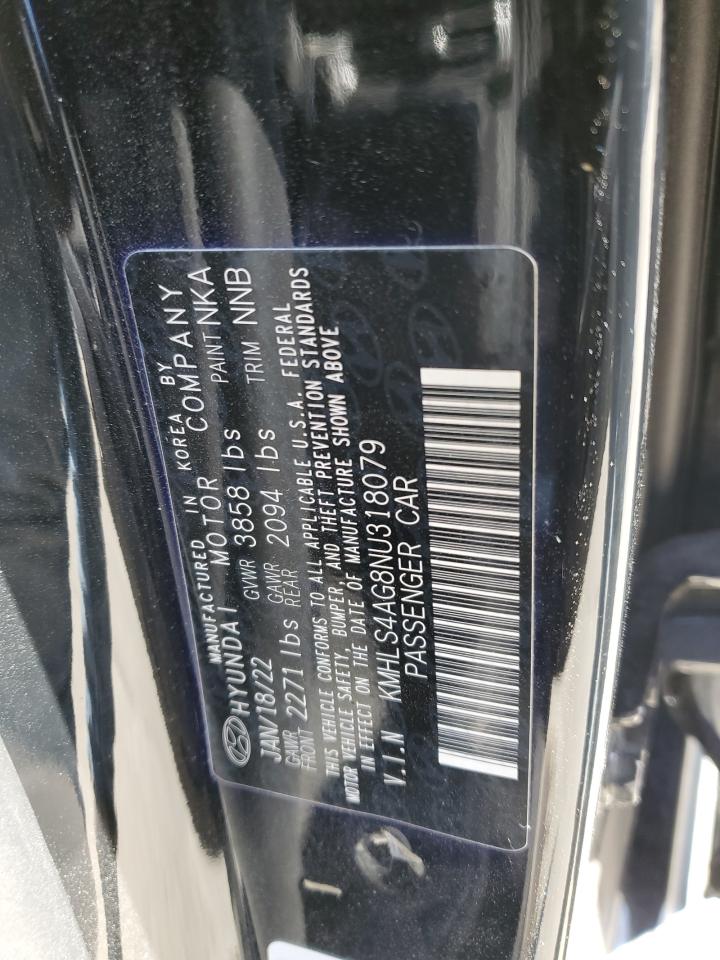 MANUFACTURED IN KOREA BY
HYUNDAI MOTOR COMPANY
JAN/18/22 GVWR 3858 lbs PAINT NKA
GAWR FRONT 2271 lbs GAWR REAR 2094 lbs TRIM NNB
THIS VEHICLE CONFORMS TO ALL APPLICABLE U.S.A. FEDERAL
MOTOR VEHICLE SAFETY, BUMPER, AND THEFT PREVENTION STANDARDS
IN EFFECT ON THE DATE OF MANUFACTURE SHOWN ABOVE
V.I.N KMHLS4AG8NU318079
PASSENGER CAR